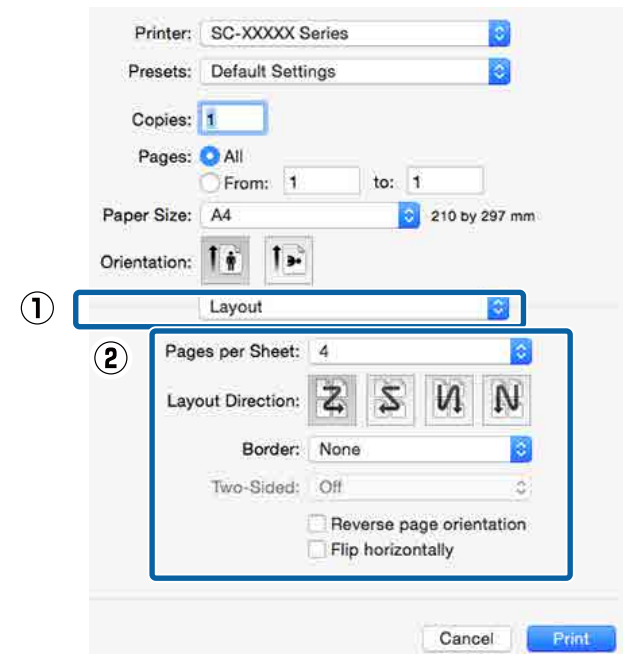 Printer: SC-XXXXX Series
Presets: Default Settings
Copies: 1
Pages: All
From: 1 to: 1
Paper Size: A4 210 by 297 mm
Orientation:
① Layout
② Pages per Sheet: 4
Layout Direction:
Border: None
Two-Sided: Off
Reverse page orientation
Flip horizontally
Cancel Print